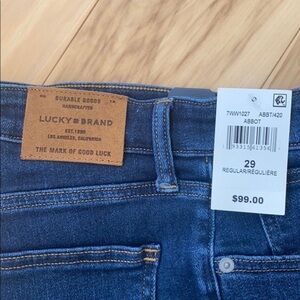 DURABLE GOODS
HANDCRAFTED
LUCKY BRAND
EST. 1990
LOS ANGELES, CALIFORNIA
THE MARK OF GOOD LUCK
7WW1027 ABBT/420
ABBOT
29
REGULAR/RÉGULIÈRE
$99.00